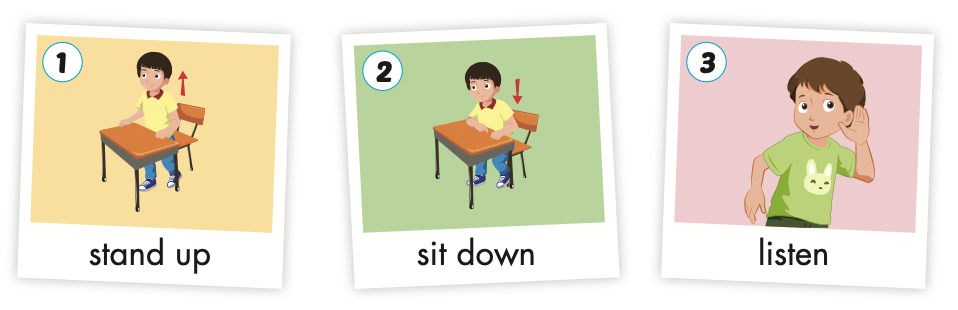 1
stand up
2
sit down
3
listen